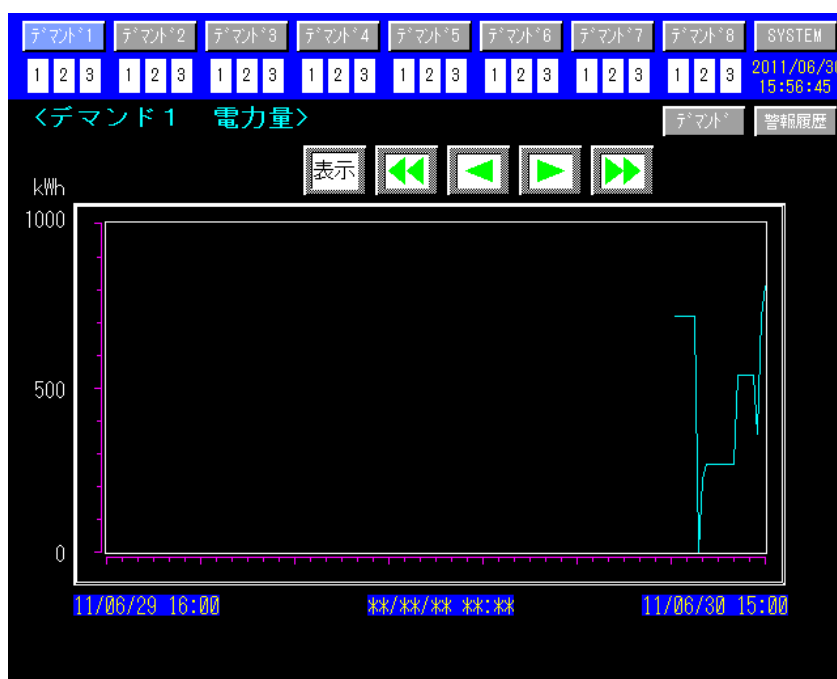 デマンド1 デマンド2 デマンド3 デマンド4 デマンド5 デマンド6 デマンド7 デマンド8 SYSTEM
1 2 3 1 2 3 1 2 3 1 2 3 1 2 3 1 2 3 1 2 3 1 2 3 2011/06/30
15:56:45
<デマンド1 電力量> デマンド 警報履歴
表示
kWh
1000
500
0
11/06/29 16:00 **/**/** **:** 11/06/30 15:00